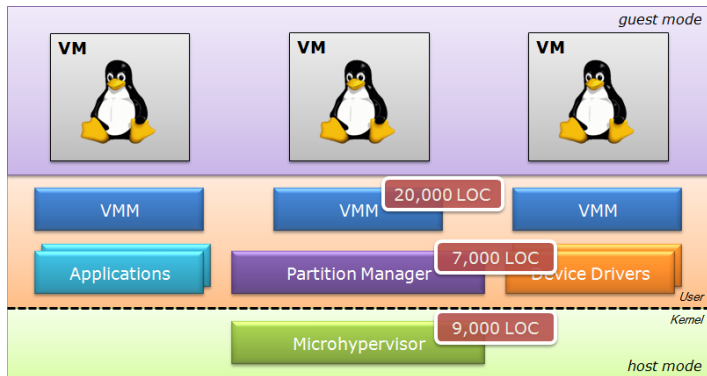 guest mode
VM
VM
VM
20,000 LOC
VMM
VMM
VMM
7,000 LOC
Applications
Partition Manager
Device Drivers
User
Kernel
9,000 LOC
Microhypervisor
host mode